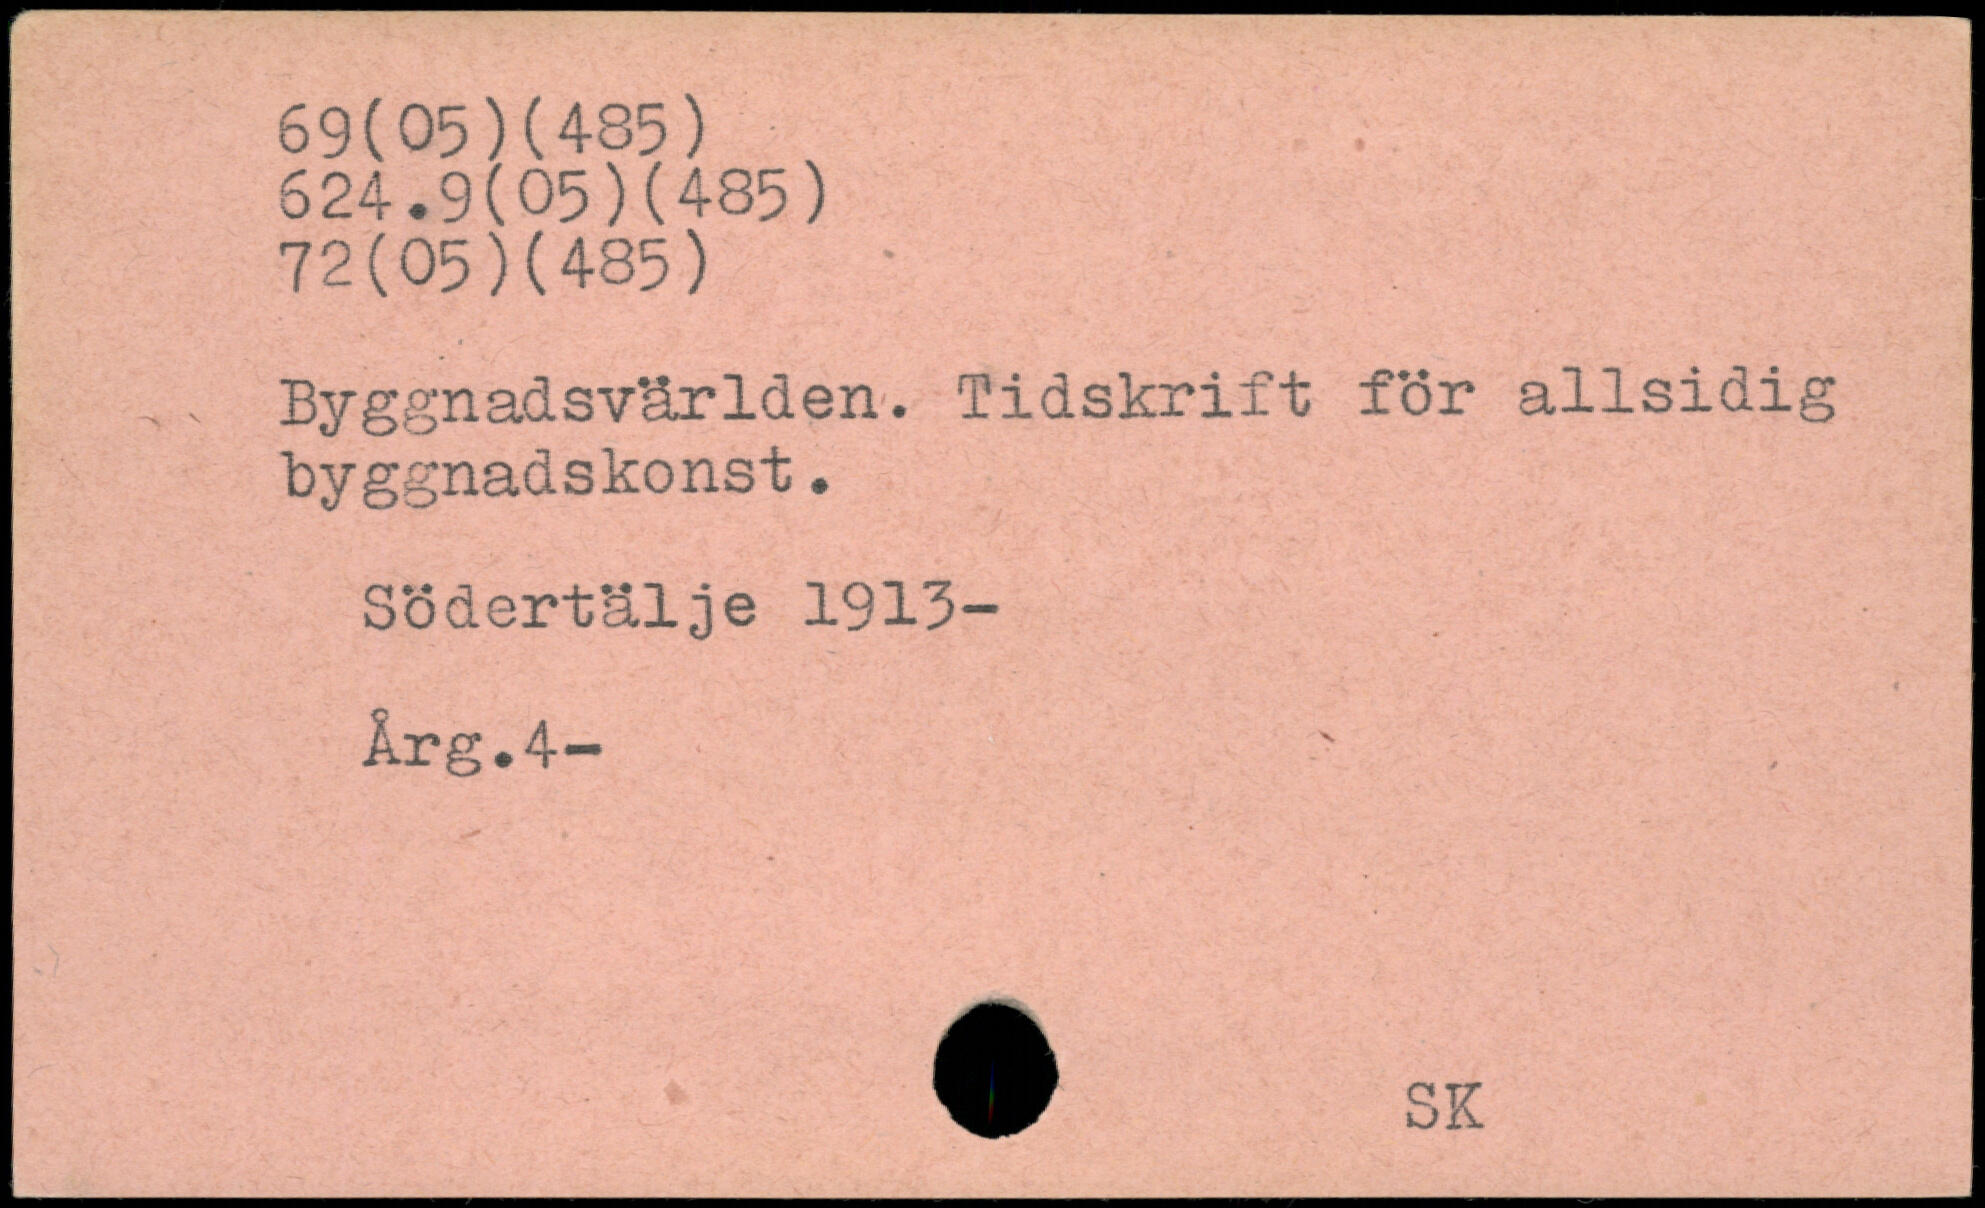 69(05)(485)
624.9(05)(485)
72(05)(485)
Byggnadsvärlden. Tidskrift för allsidig
byggnadskonst.
Södertälje 1913-
Årg.4-
SK